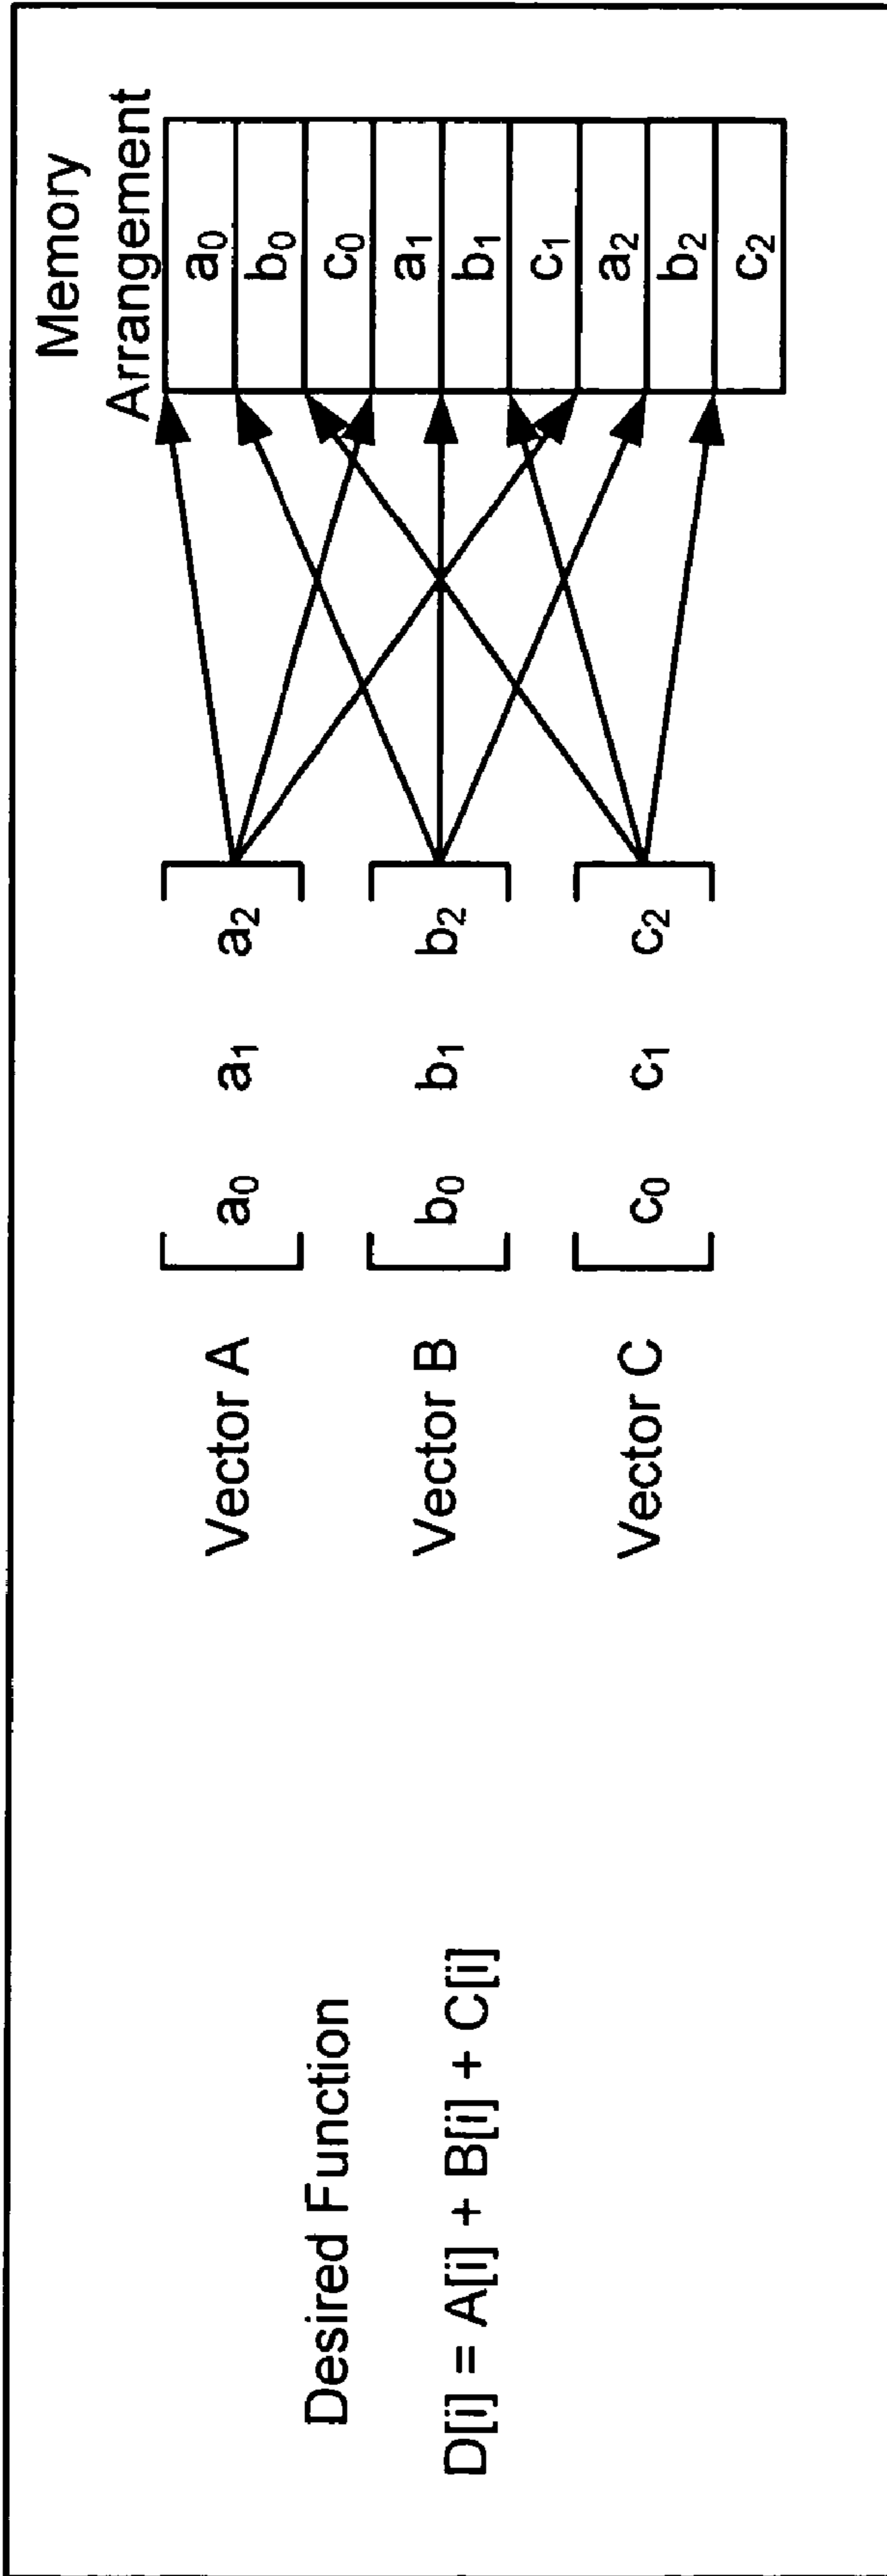 Desired Function
D[i] = A[i] + B[i] + C[i]
Vector A
a₀ a₁ a₂
Vector B
b₀ b₁ b₂
Vector C
c₀ c₁ c₂
Memory
Arrangement
a₀
b₀
c₀
a₁
b₁
c₁
a₂
b₂
c₂